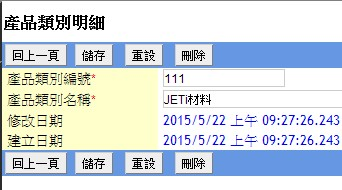 產品類別明細
回上一頁 儲存 重設 刪除
產品類別編號* 111
產品類別名稱* JETi材料
修改日期 2015/5/22 上午 09:27:26.243
建立日期 2015/5/22 上午 09:27:26.243
回上一頁 儲存 重設 刪除